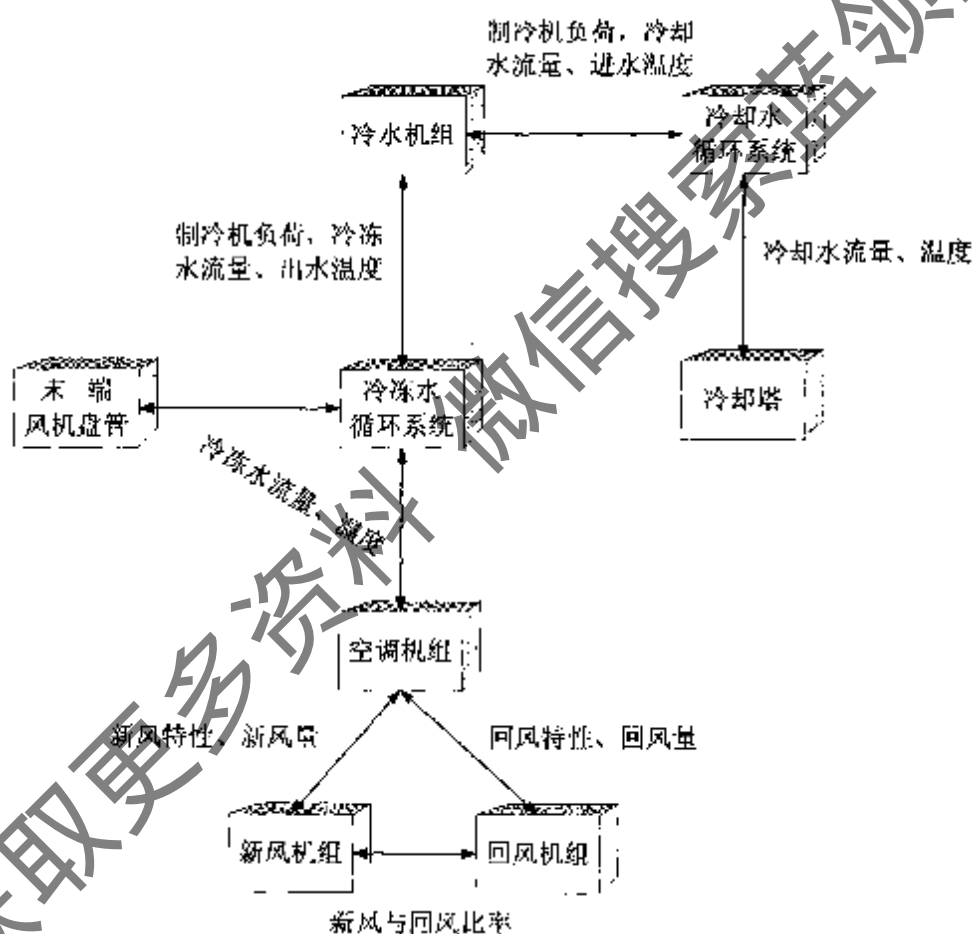 制冷机负荷，冷却
水流量、进水温度
冷水机组
冷却水
循环系统
制冷机负荷，冷冻
水流量、出水温度
冷却水流量、温度
末 端
风机盘管
冷冻水
循环系统
冷却塔
冷冻水流量、温度
空调机组
新风特性、新风量
回风特性、回风量
新风机组
回风机组
新风与回风比率
获取更多资料 微信搜索蓝领